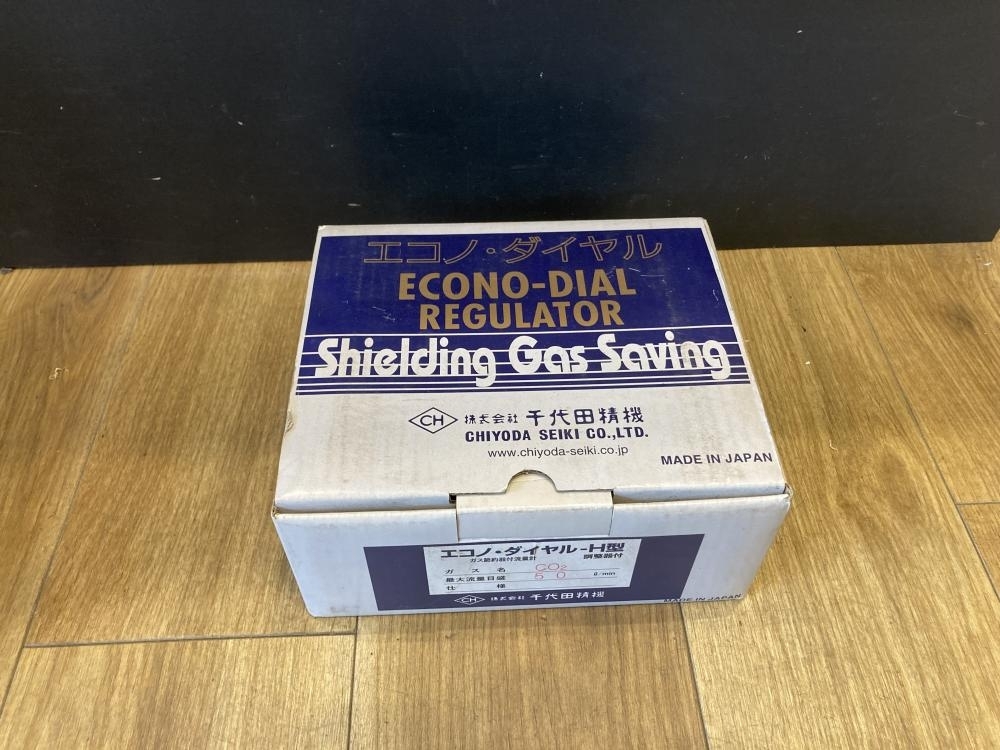 エコノ・ダイヤル
ECONO-DIAL
REGULATOR
Shielding Gas Saving
CH 株式会社 千代田精機
CHIYODA SEIKI CO.,LTD.
www.chiyoda-seiki.co.jp
MADE IN JAPAN
エコノ・ダイヤル-H型
ガス節約器付流量計 調整器付
ガス名 CO2
最大流量目盛 50 ℓ/min
仕様
CH 株式会社 千代田精機
MADE IN JAPAN